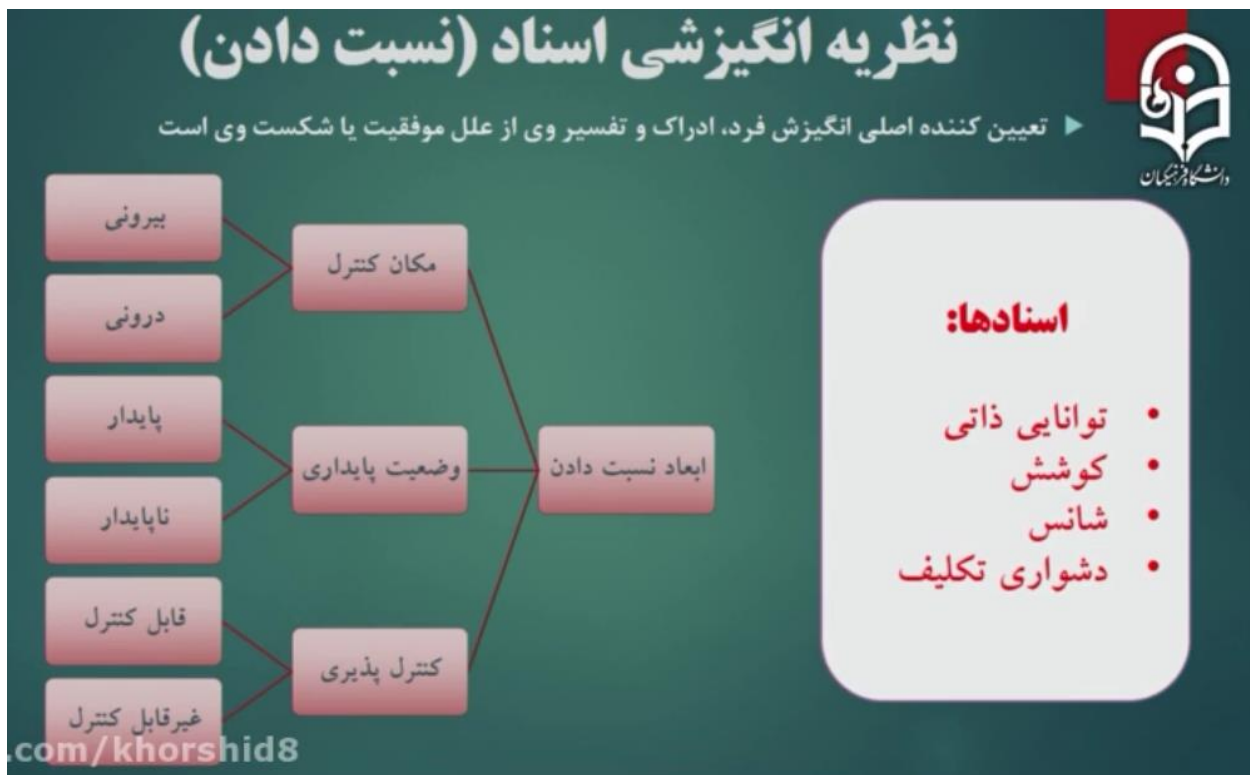 نظریه انگیزشی اسناد (نسبت دادن)
تعیین کننده اصلی انگیزش فرد، ادراک و تفسیر وی از علل موفقیت یا شکست وی است
دانشگاه فرهنگیان
اسنادها:
• توانایی ذاتی
• کوشش
• شانس
• دشواری تکلیف
ابعاد نسبت دادن
مکان کنترل
بیرونی
درونی
وضعیت پایداری
پایدار
ناپایدار
کنترل پذیری
قابل کنترل
غیرقابل کنترل
.com/khorshid8